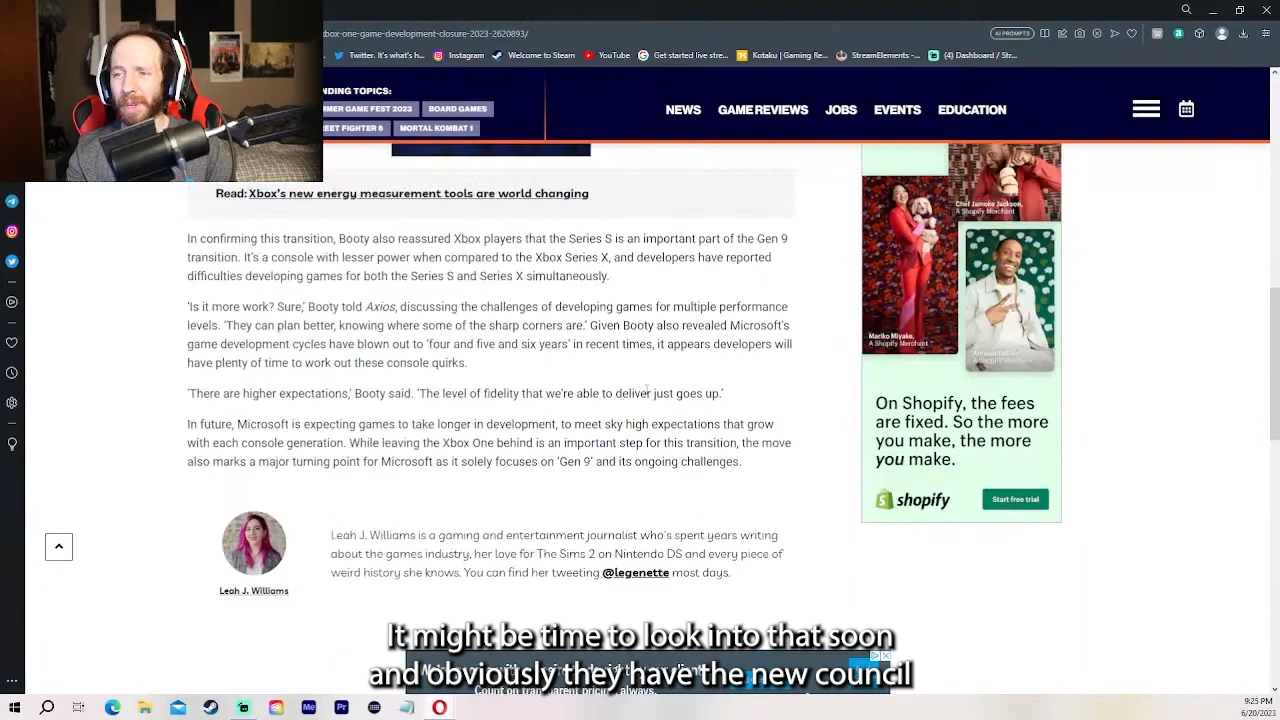 xbox-one-game-development-closure-2023-2620893/
AI PROMPTS
Twitter. It's what's h...
Instagram
Welcome to Steam
YouTube
Get started with stre...
Kotaku - Gaming Re...
StreamElements - ...
(4) Dashboard / Str...
NDING TOPICS:
MER GAME FEST 2023
BOARD GAMES
EET FIGHTER 6
MORTAL KOMBAT 1
NEWS
GAME REVIEWS
JOBS
EVENTS
EDUCATION
Read: Xbox's new energy measurement tools are world changing
In confirming this transition, Booty also reassured Xbox players that the Series S is an important part of the Gen 9
transition. It's a console with lesser power when compared to the Xbox Series X, and developers have reported
difficulties developing games for both the Series S and Series X simultaneously.
'Is it more work? Sure,' Booty told Axios, discussing the challenges of developing games for multiple performance
levels. 'They can plan better, knowing where some of the sharp corners are.' Given Booty also revealed Microsoft's
game development cycles have blown out to 'four and five and six years' in recent times, it appears developers will
have plenty of time to work out these console quirks.
'There are higher expectations,' Booty said. 'The level of fidelity that we're able to deliver just goes up.'
In future, Microsoft is expecting games to take longer in development, to meet sky high expectations that grow
with each console generation. While leaving the Xbox One behind is an important step for this transition, the move
also marks a major turning point for Microsoft as it solely focuses on 'Gen 9' and its ongoing challenges.
Chef Jamoke Jackson,
A Shopify Merchant
Mariko Miyake,
A Shopify Merchant
A Shopify Merchant
On Shopify, the fees
are fixed. So the more
you make, the more
you make.
shopify
Start free trial
Leah J. Williams
Leah J. Williams is a gaming and entertainment journalist who's spent years writing
about the games industry, her love for The Sims 2 on Nintendo DS and every piece of
weird history she knows. You can find her tweeting @legenette most days.
It might be time to look into that soon
and obviously they have the new council
Count on transparent pricing, always.
9:25 PM
6/20/2023